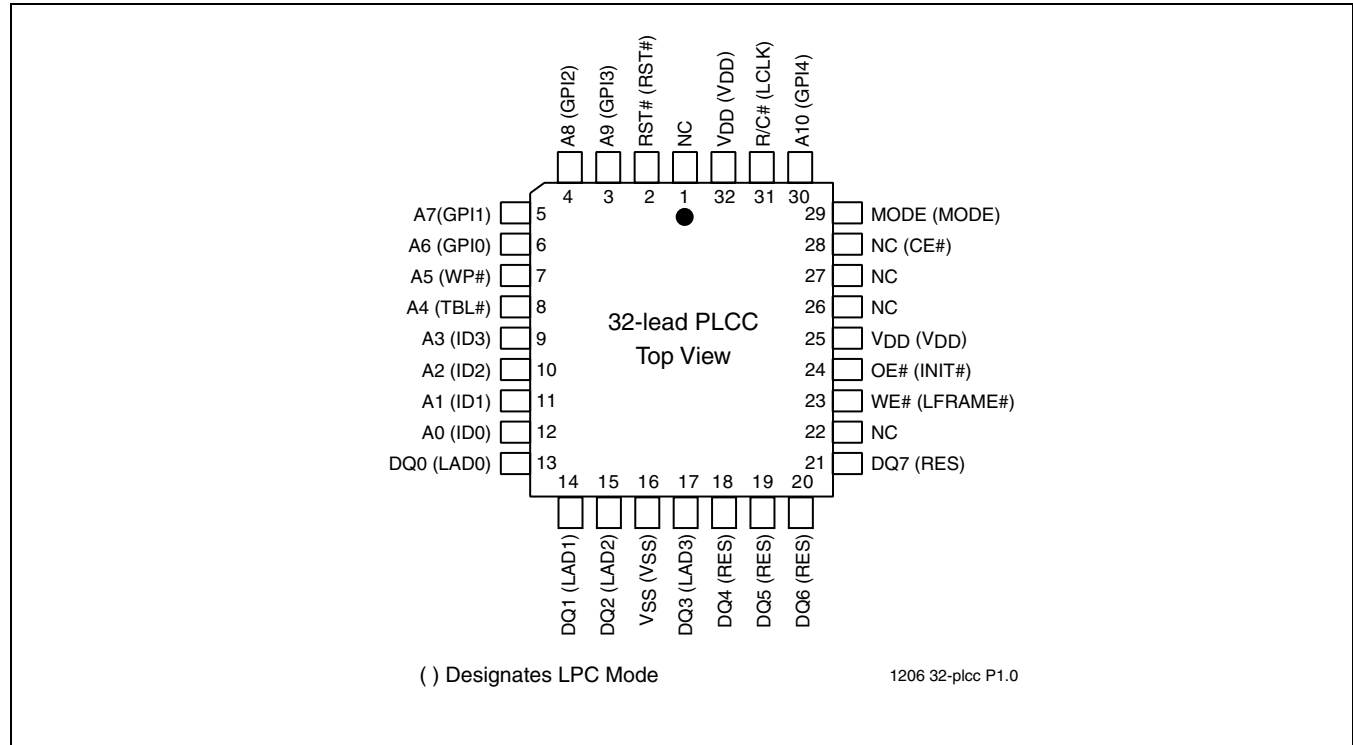 A8 (GPI2)
A9 (GPI3)
RST# (RST#)
NC
VDD (VDD)
R/C# (LCLK)
A10 (GPI4)
4
3
2
1
32
31
30
A7(GPI1)
5
A6 (GPI0)
6
A5 (WP#)
7
A4 (TBL#)
8
A3 (ID3)
9
A2 (ID2)
10
A1 (ID1)
11
A0 (ID0)
12
DQ0 (LAD0)
13
32-lead PLCC
Top View
29
MODE (MODE)
28
NC (CE#)
27
NC
26
NC
25
VDD (VDD)
24
OE# (INIT#)
23
WE# (LFRAME#)
22
NC
21
DQ7 (RES)
14
15
16
17
18
19
20
DQ1 (LAD1)
DQ2 (LAD2)
VSS (VSS)
DQ3 (LAD3)
DQ4 (RES)
DQ5 (RES)
DQ6 (RES)
( ) Designates LPC Mode
1206 32-plcc P1.0